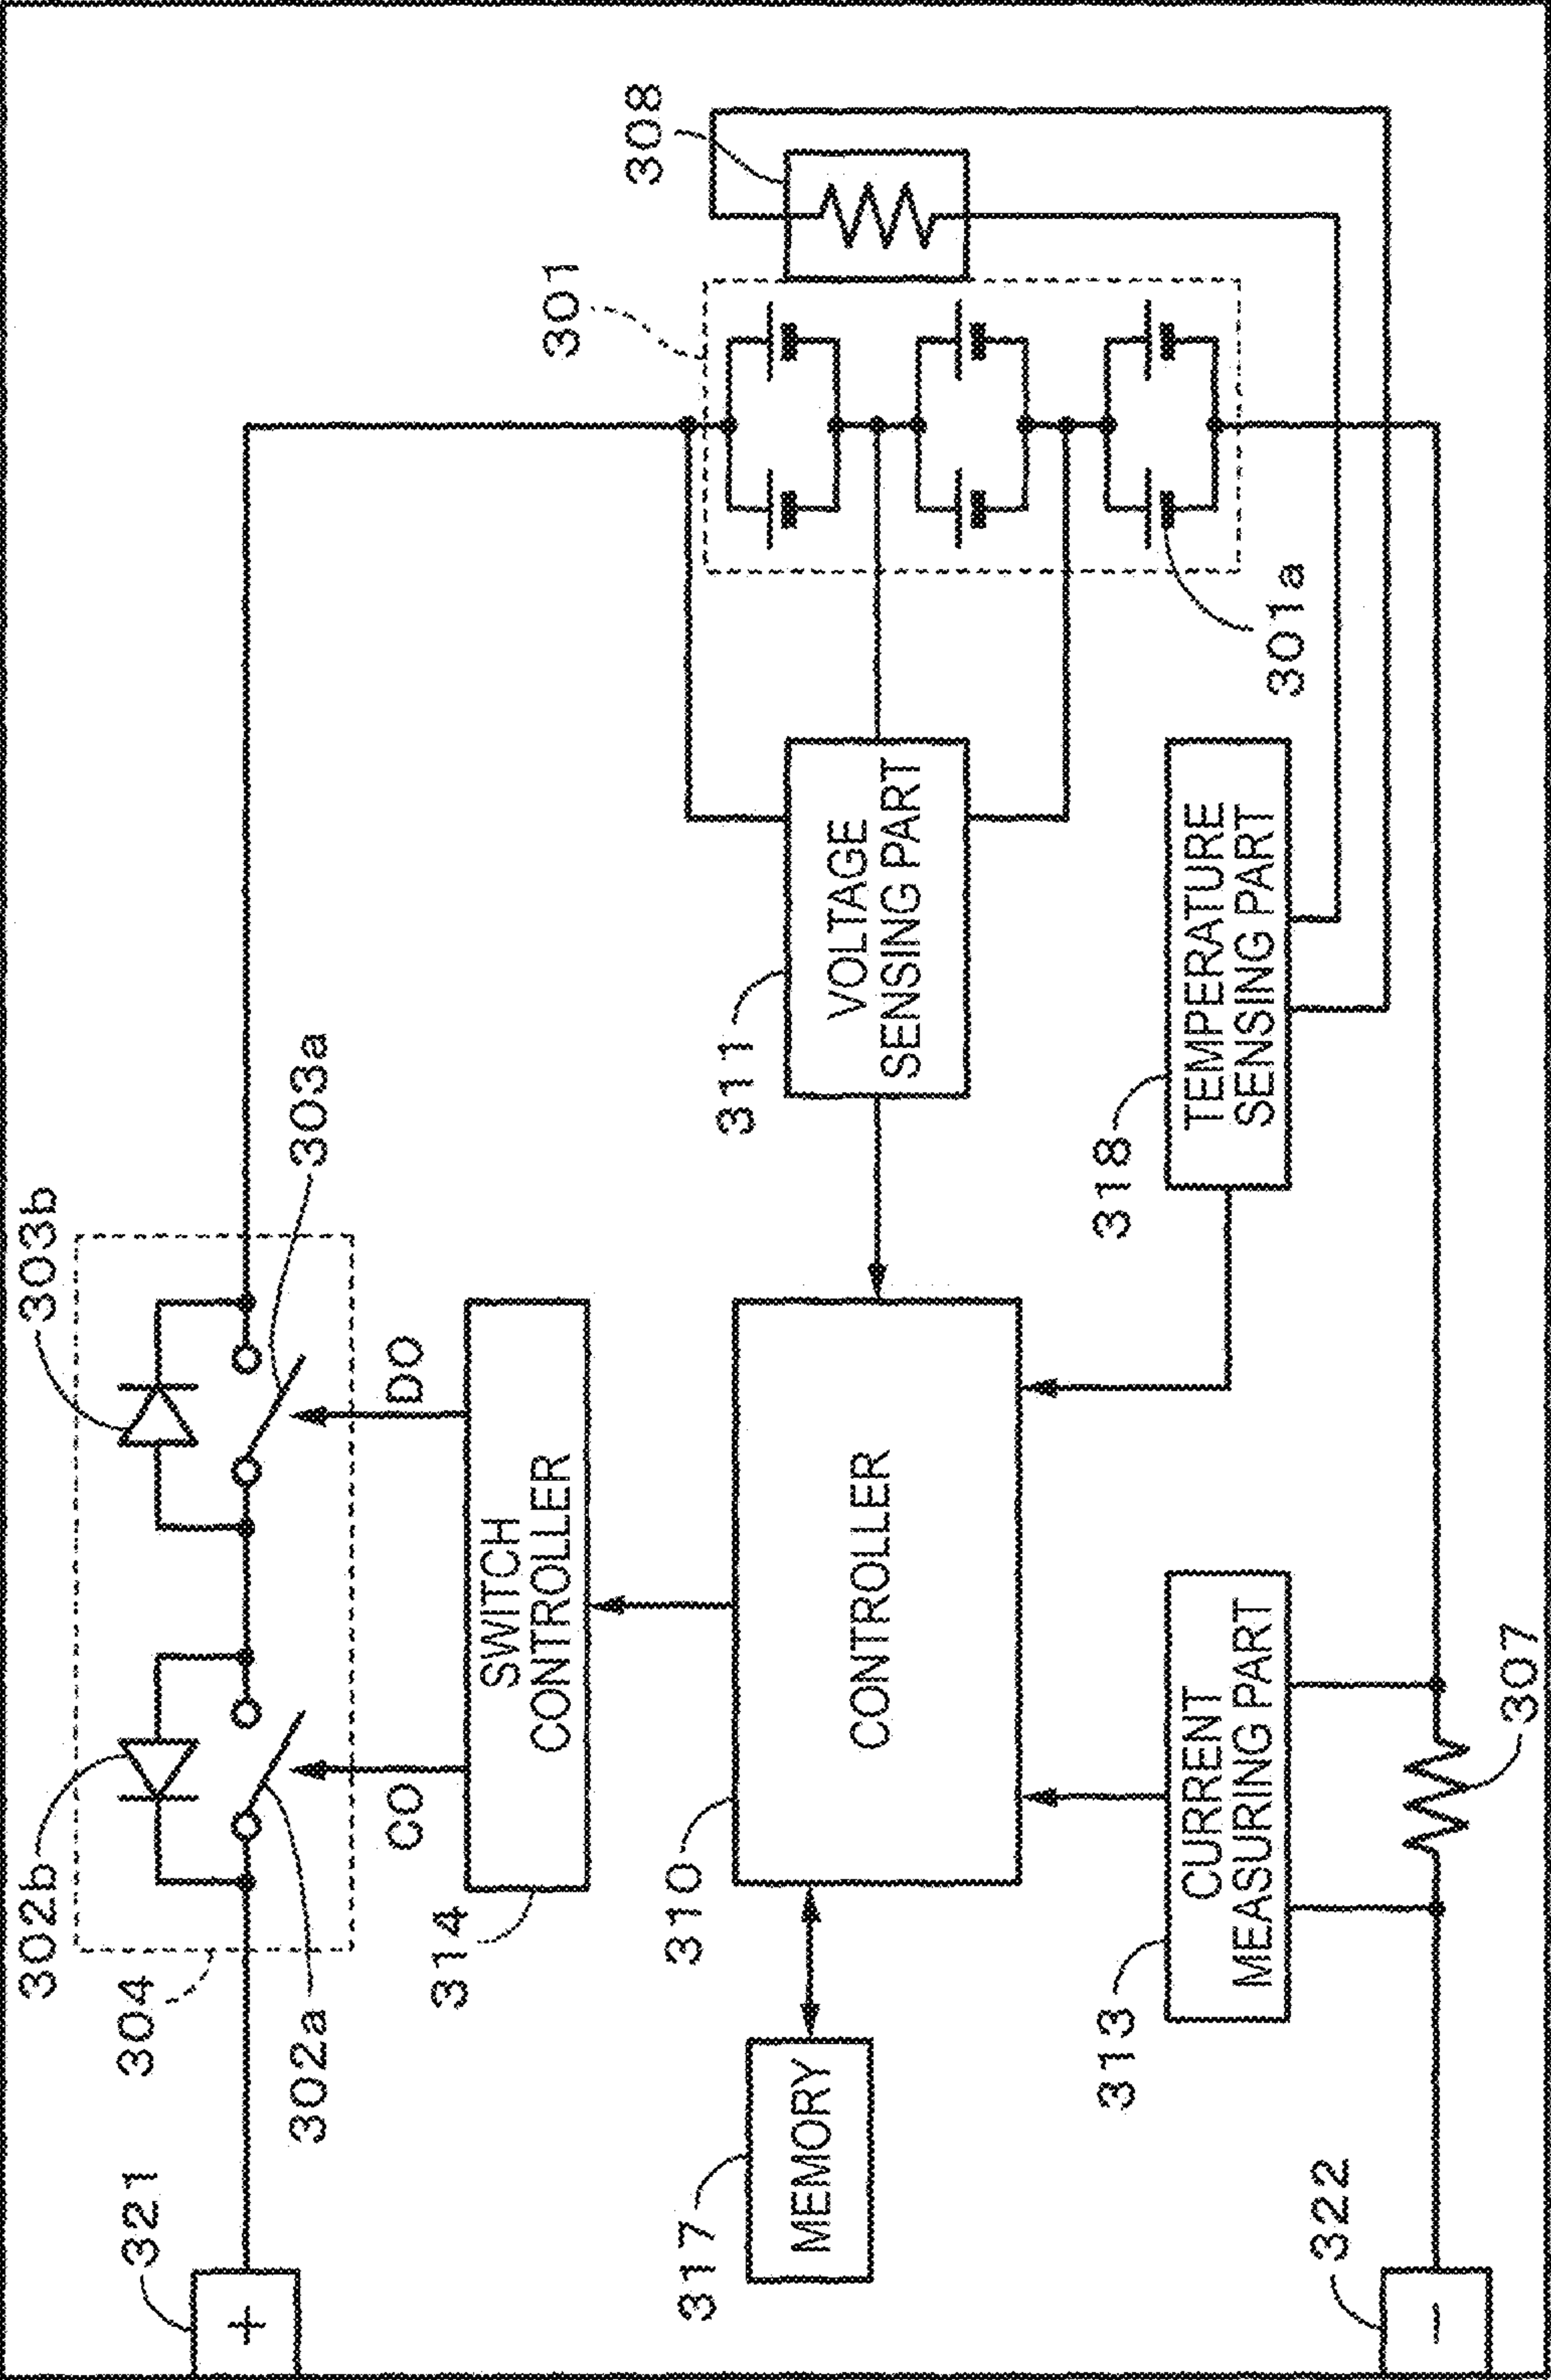 321
+
304
302b
302a
303b
303a
CO
DO
314
SWITCH
CONTROLLER
301
308
317
MEMORY
310
CONTROLLER
311
VOLTAGE
SENSING PART
301a
313
CURRENT
MEASURING PART
318
TEMPERATURE
SENSING PART
322
−
307